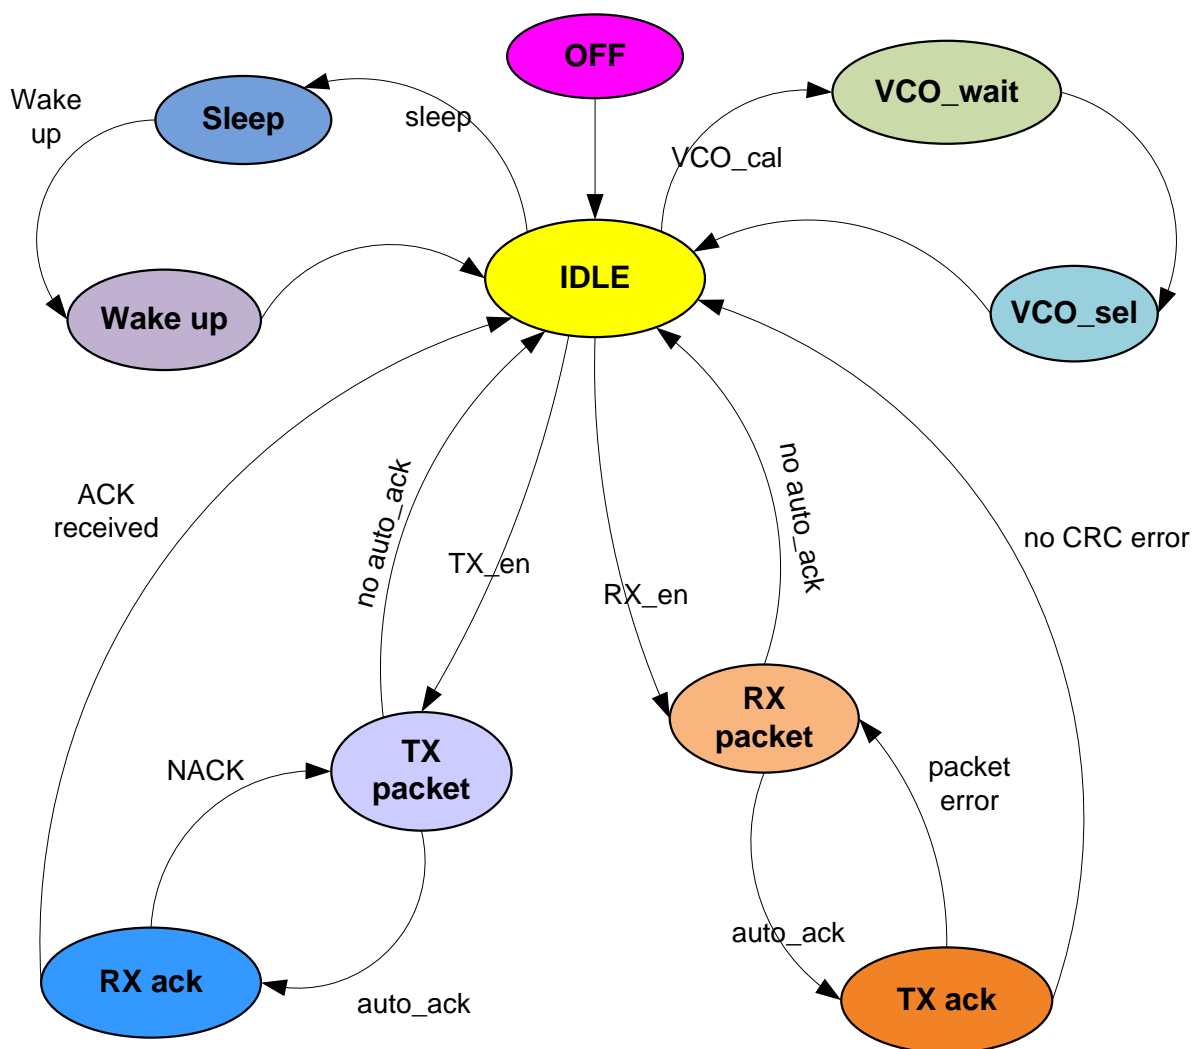 OFF
VCO_wait
Wake
up
Sleep
sleep
VCO_cal
IDLE
Wake up
VCO_sel
ACK
received
no auto_ack
TX_en
RX_en
no auto_ack
no CRC error
RX
packet
TX
packet
NACK
packet
error
auto_ack
RX ack
auto_ack
TX ack